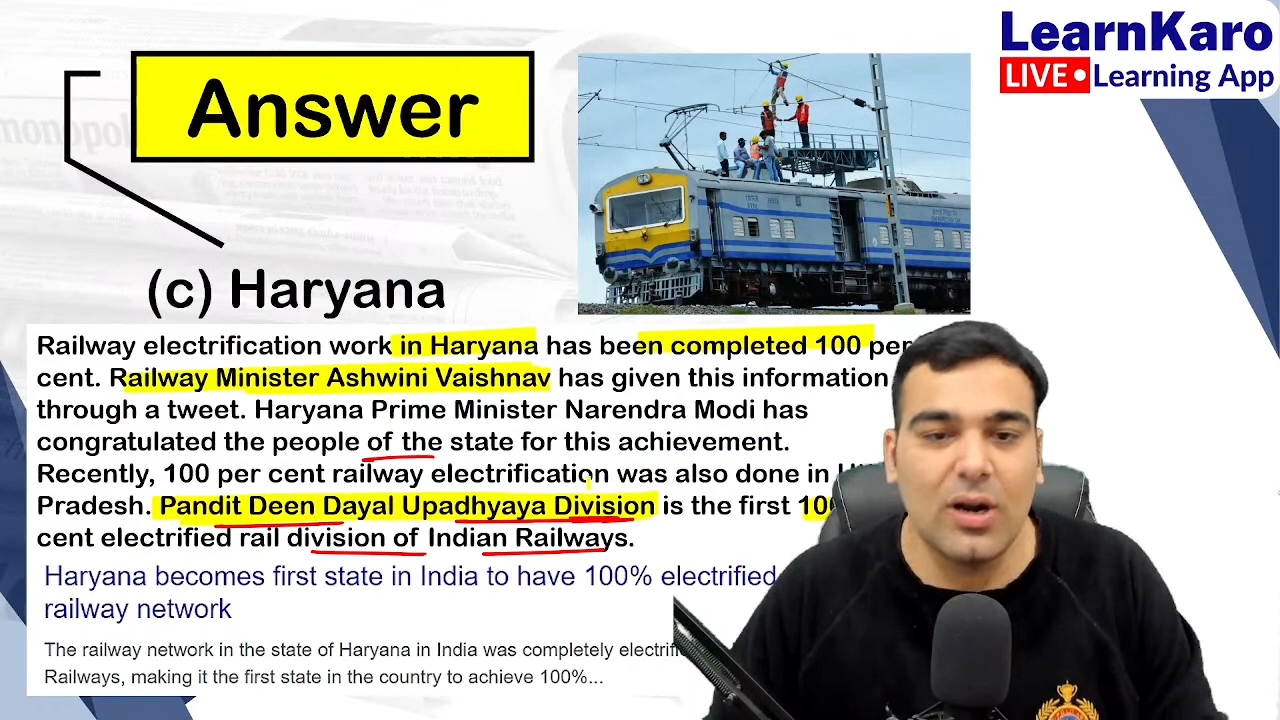 LearnKaro
LIVE • Learning App
Answer
(c) Haryana
Railway electrification work in Haryana has been completed 100 per
cent. Railway Minister Ashwini Vaishnav has given this information
through a tweet. Haryana Prime Minister Narendra Modi has
congratulated the people of the state for this achievement.
Recently, 100 per cent railway electrification was also done in
Pradesh. Pandit Deen Dayal Upadhyaya Division is the first
cent electrified rail division of Indian Railways.
Haryana becomes first state in India to have 100% electrified
railway network
The railway network in the state of Haryana in India was completely
Railways, making it the first state in the country to achieve 100%...